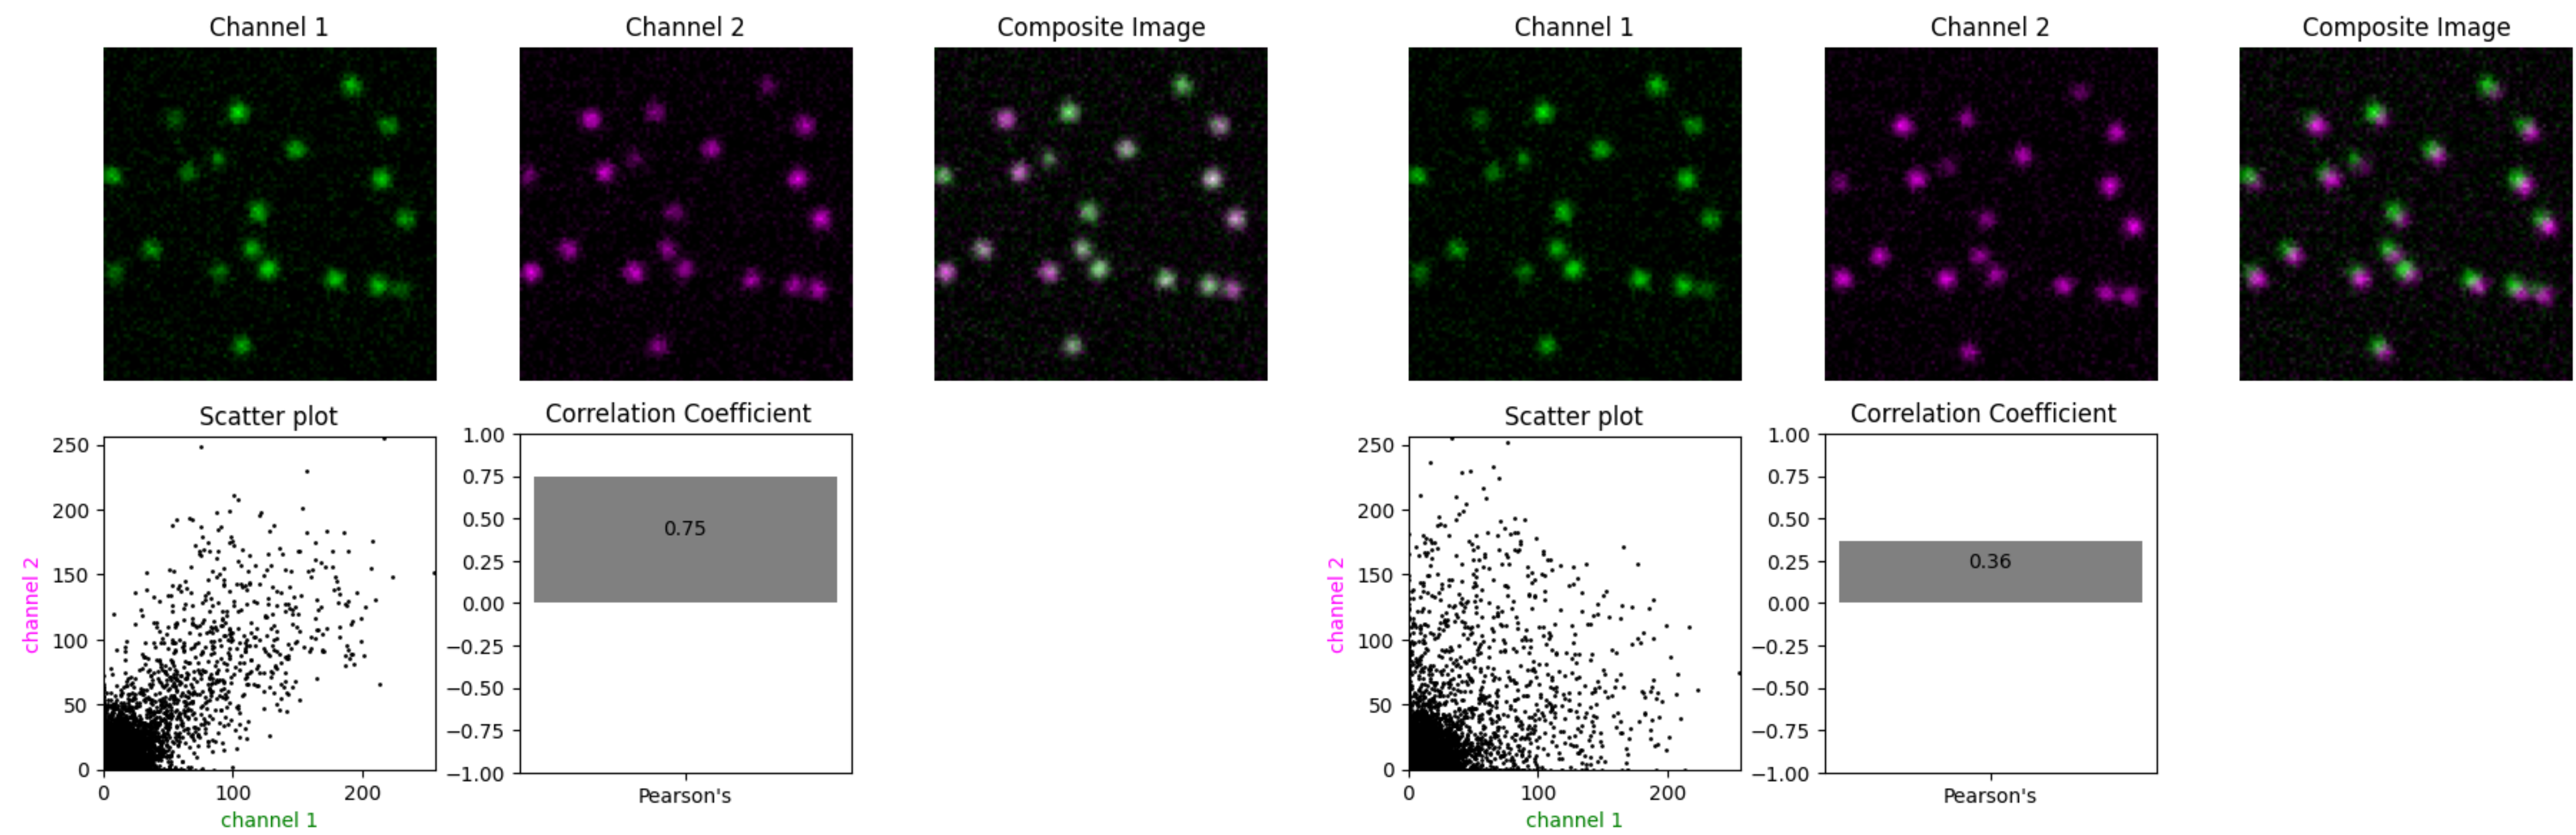 Channel 1
Channel 2
Composite Image
Channel 1
Channel 2
Composite Image
Scatter plot
250
200
150
100
50
0
0
100
200
channel 2
channel 1
Correlation Coefficient
1.00
0.75
0.50
0.25
0.00
−0.25
−0.50
−0.75
−1.00
0.75
Pearson's
Scatter plot
250
200
150
100
50
0
0
100
200
channel 2
channel 1
Correlation Coefficient
1.00
0.75
0.50
0.25
0.00
−0.25
−0.50
−0.75
−1.00
0.36
Pearson's